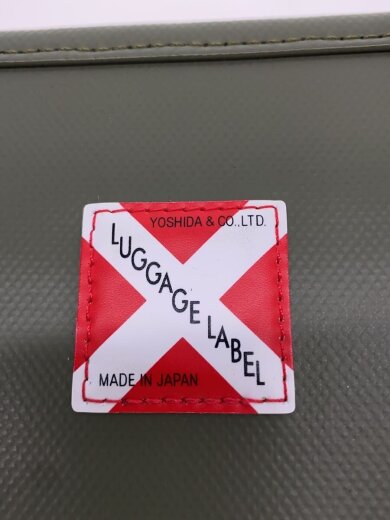 YOSHIDA & CO.,LTD.
LUGGAGE LABEL
MADE IN JAPAN